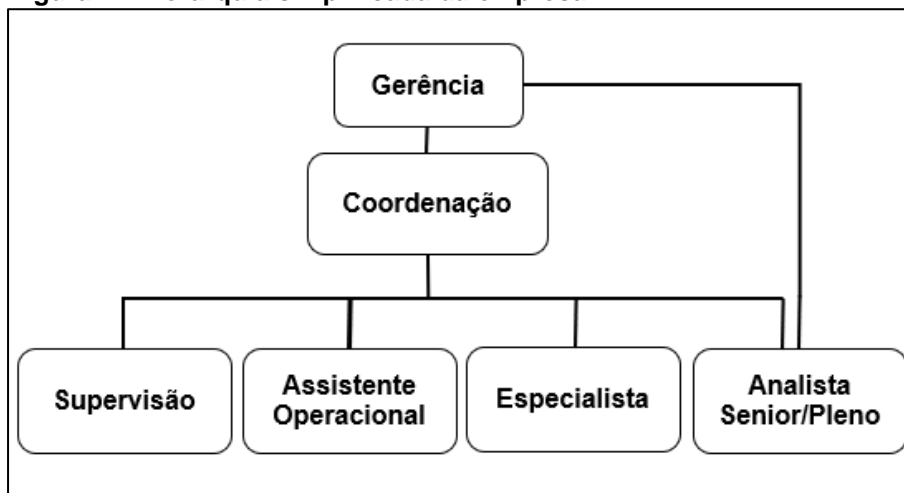 Gerência
Coordenação
Supervisão
Assistente
Operacional
Especialista
Analista
Senior/Pleno